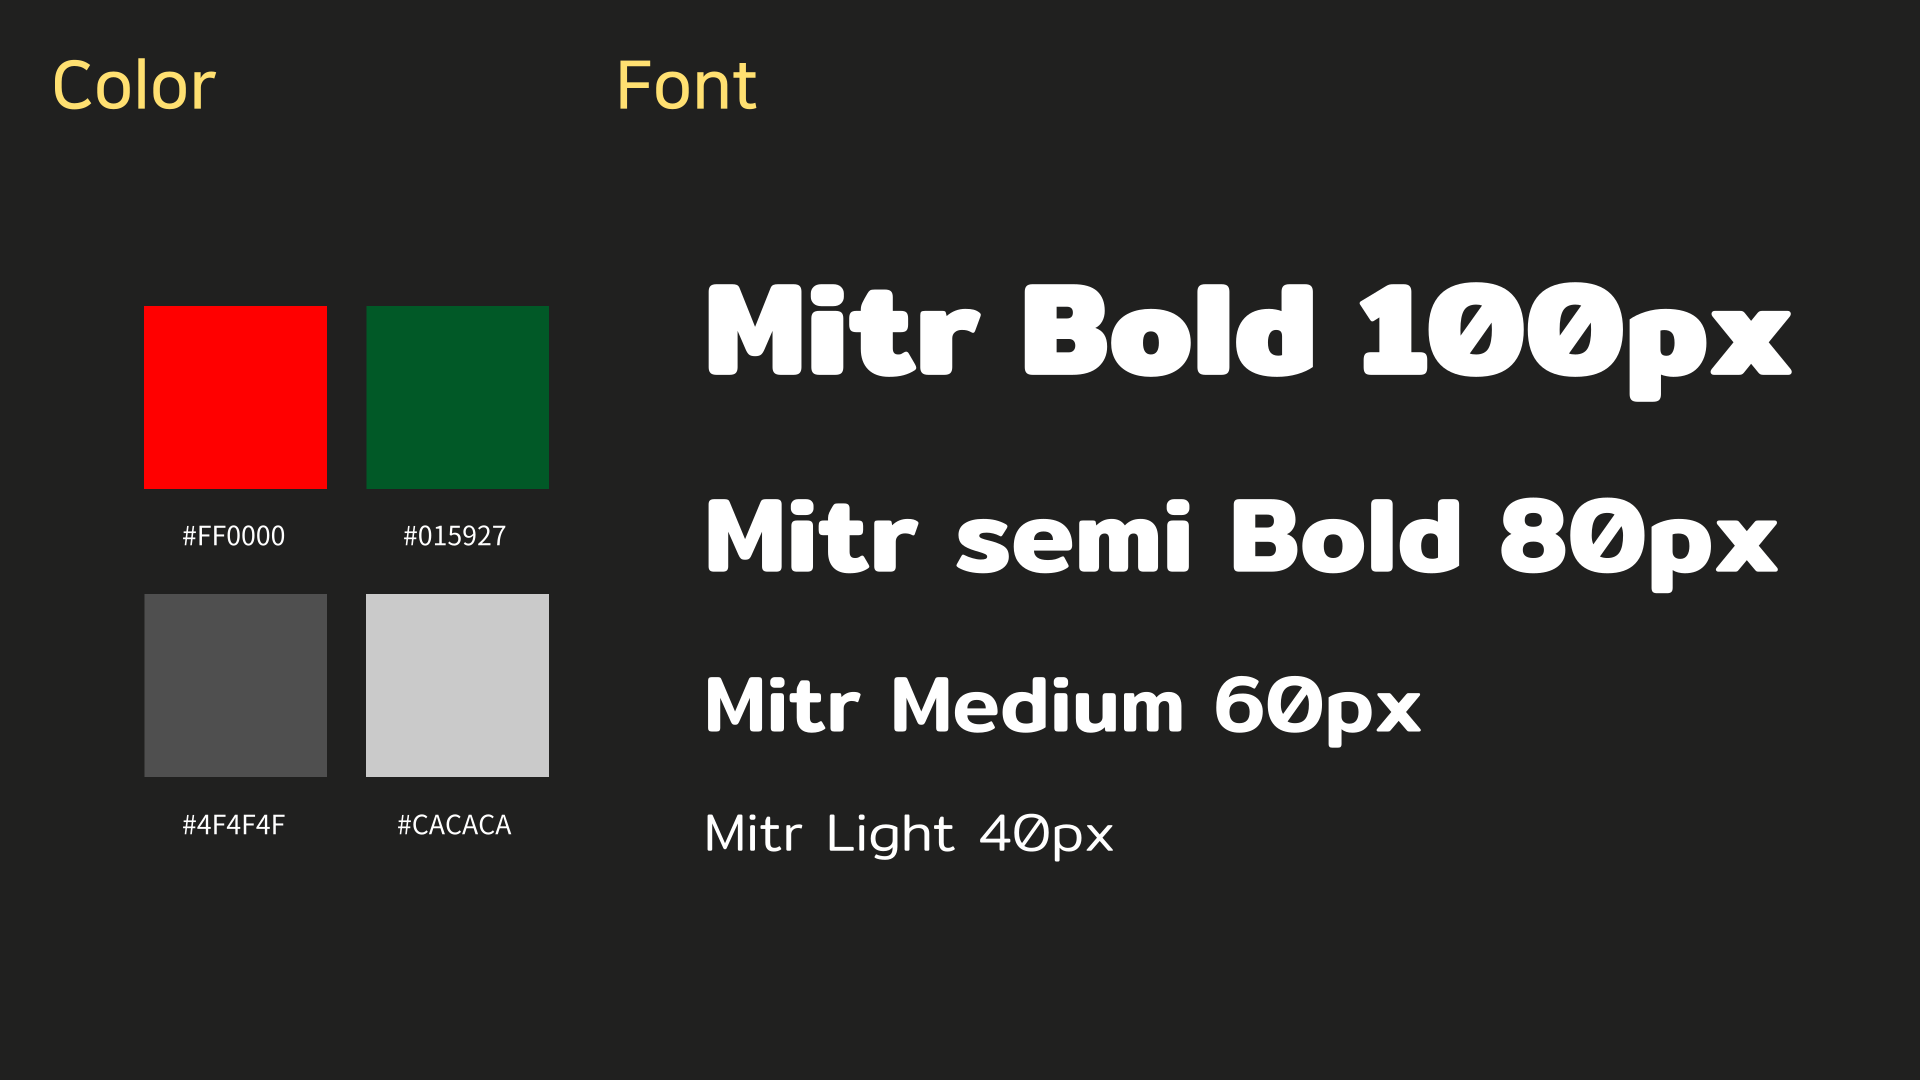 Color
Font
#FF0000
#015927
#4F4F4F
#CACACA
Mitr Bold 100px
Mitr semi Bold 80px
Mitr Medium 60px
Mitr Light 40px